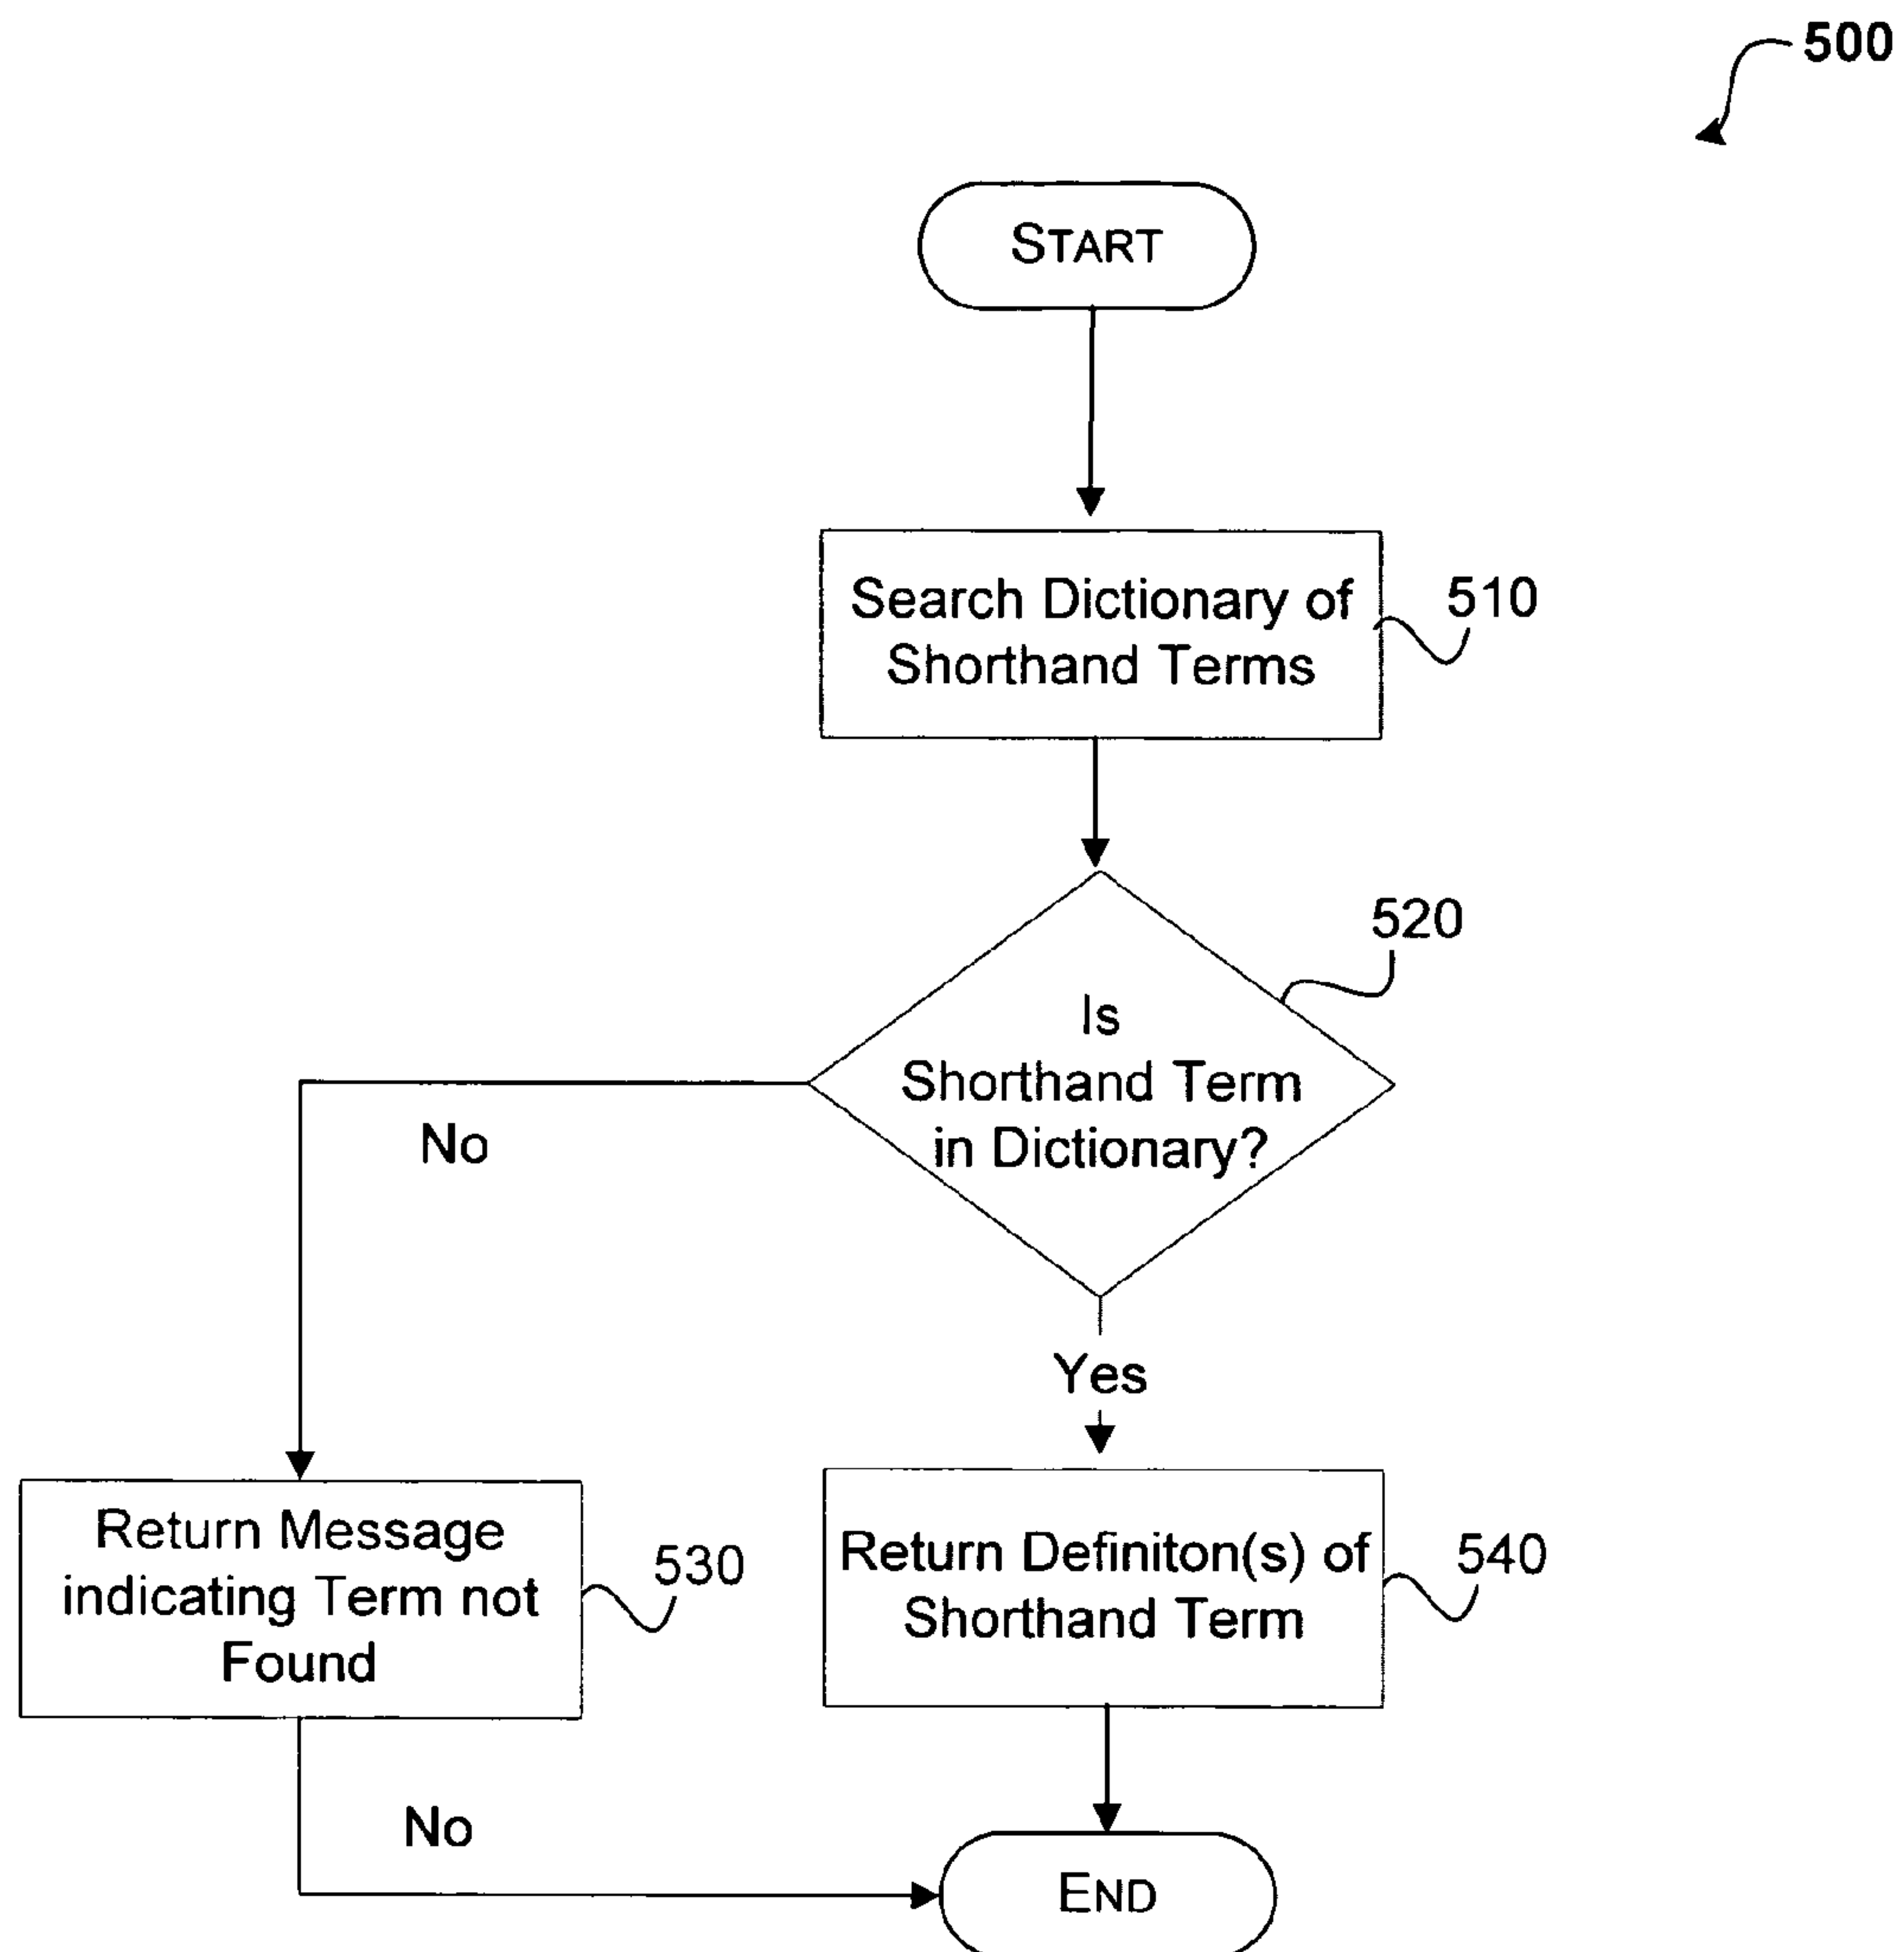 500
START
Search Dictionary of
Shorthand Terms
510
520
Is
Shorthand Term
in Dictionary?
No
Yes
Return Message
indicating Term not
Found
530
Return Definiton(s) of
Shorthand Term
540
No
END